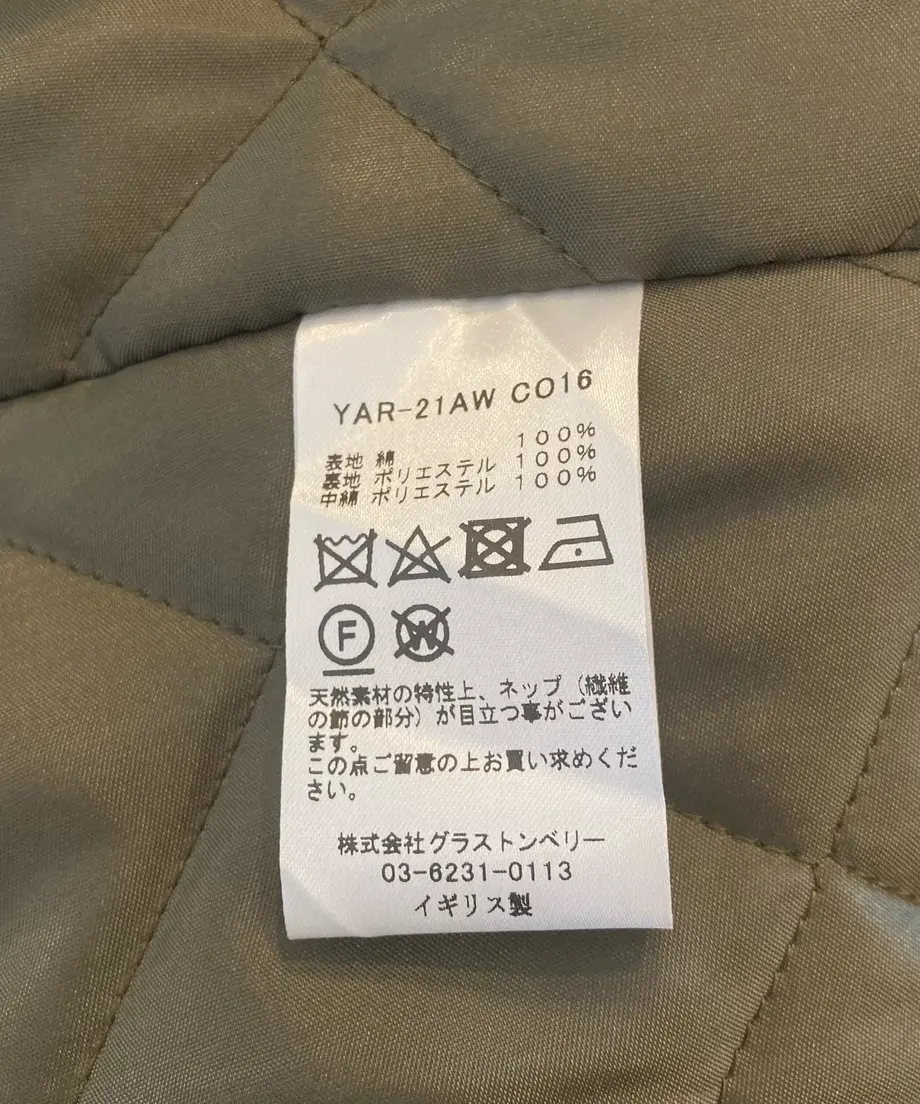 YAR-21AW CO16
表地 綿 100%
裏地 ポリエステル 100%
中綿 ポリエステル 100%
F W
天然素材の特性上、ネップ（繊維
の節の部分）が目立つ事がござい
ます。
この点ご留意の上お買い求めくだ
さい。
株式会社グラストンベリー
03-6231-0113
イギリス製